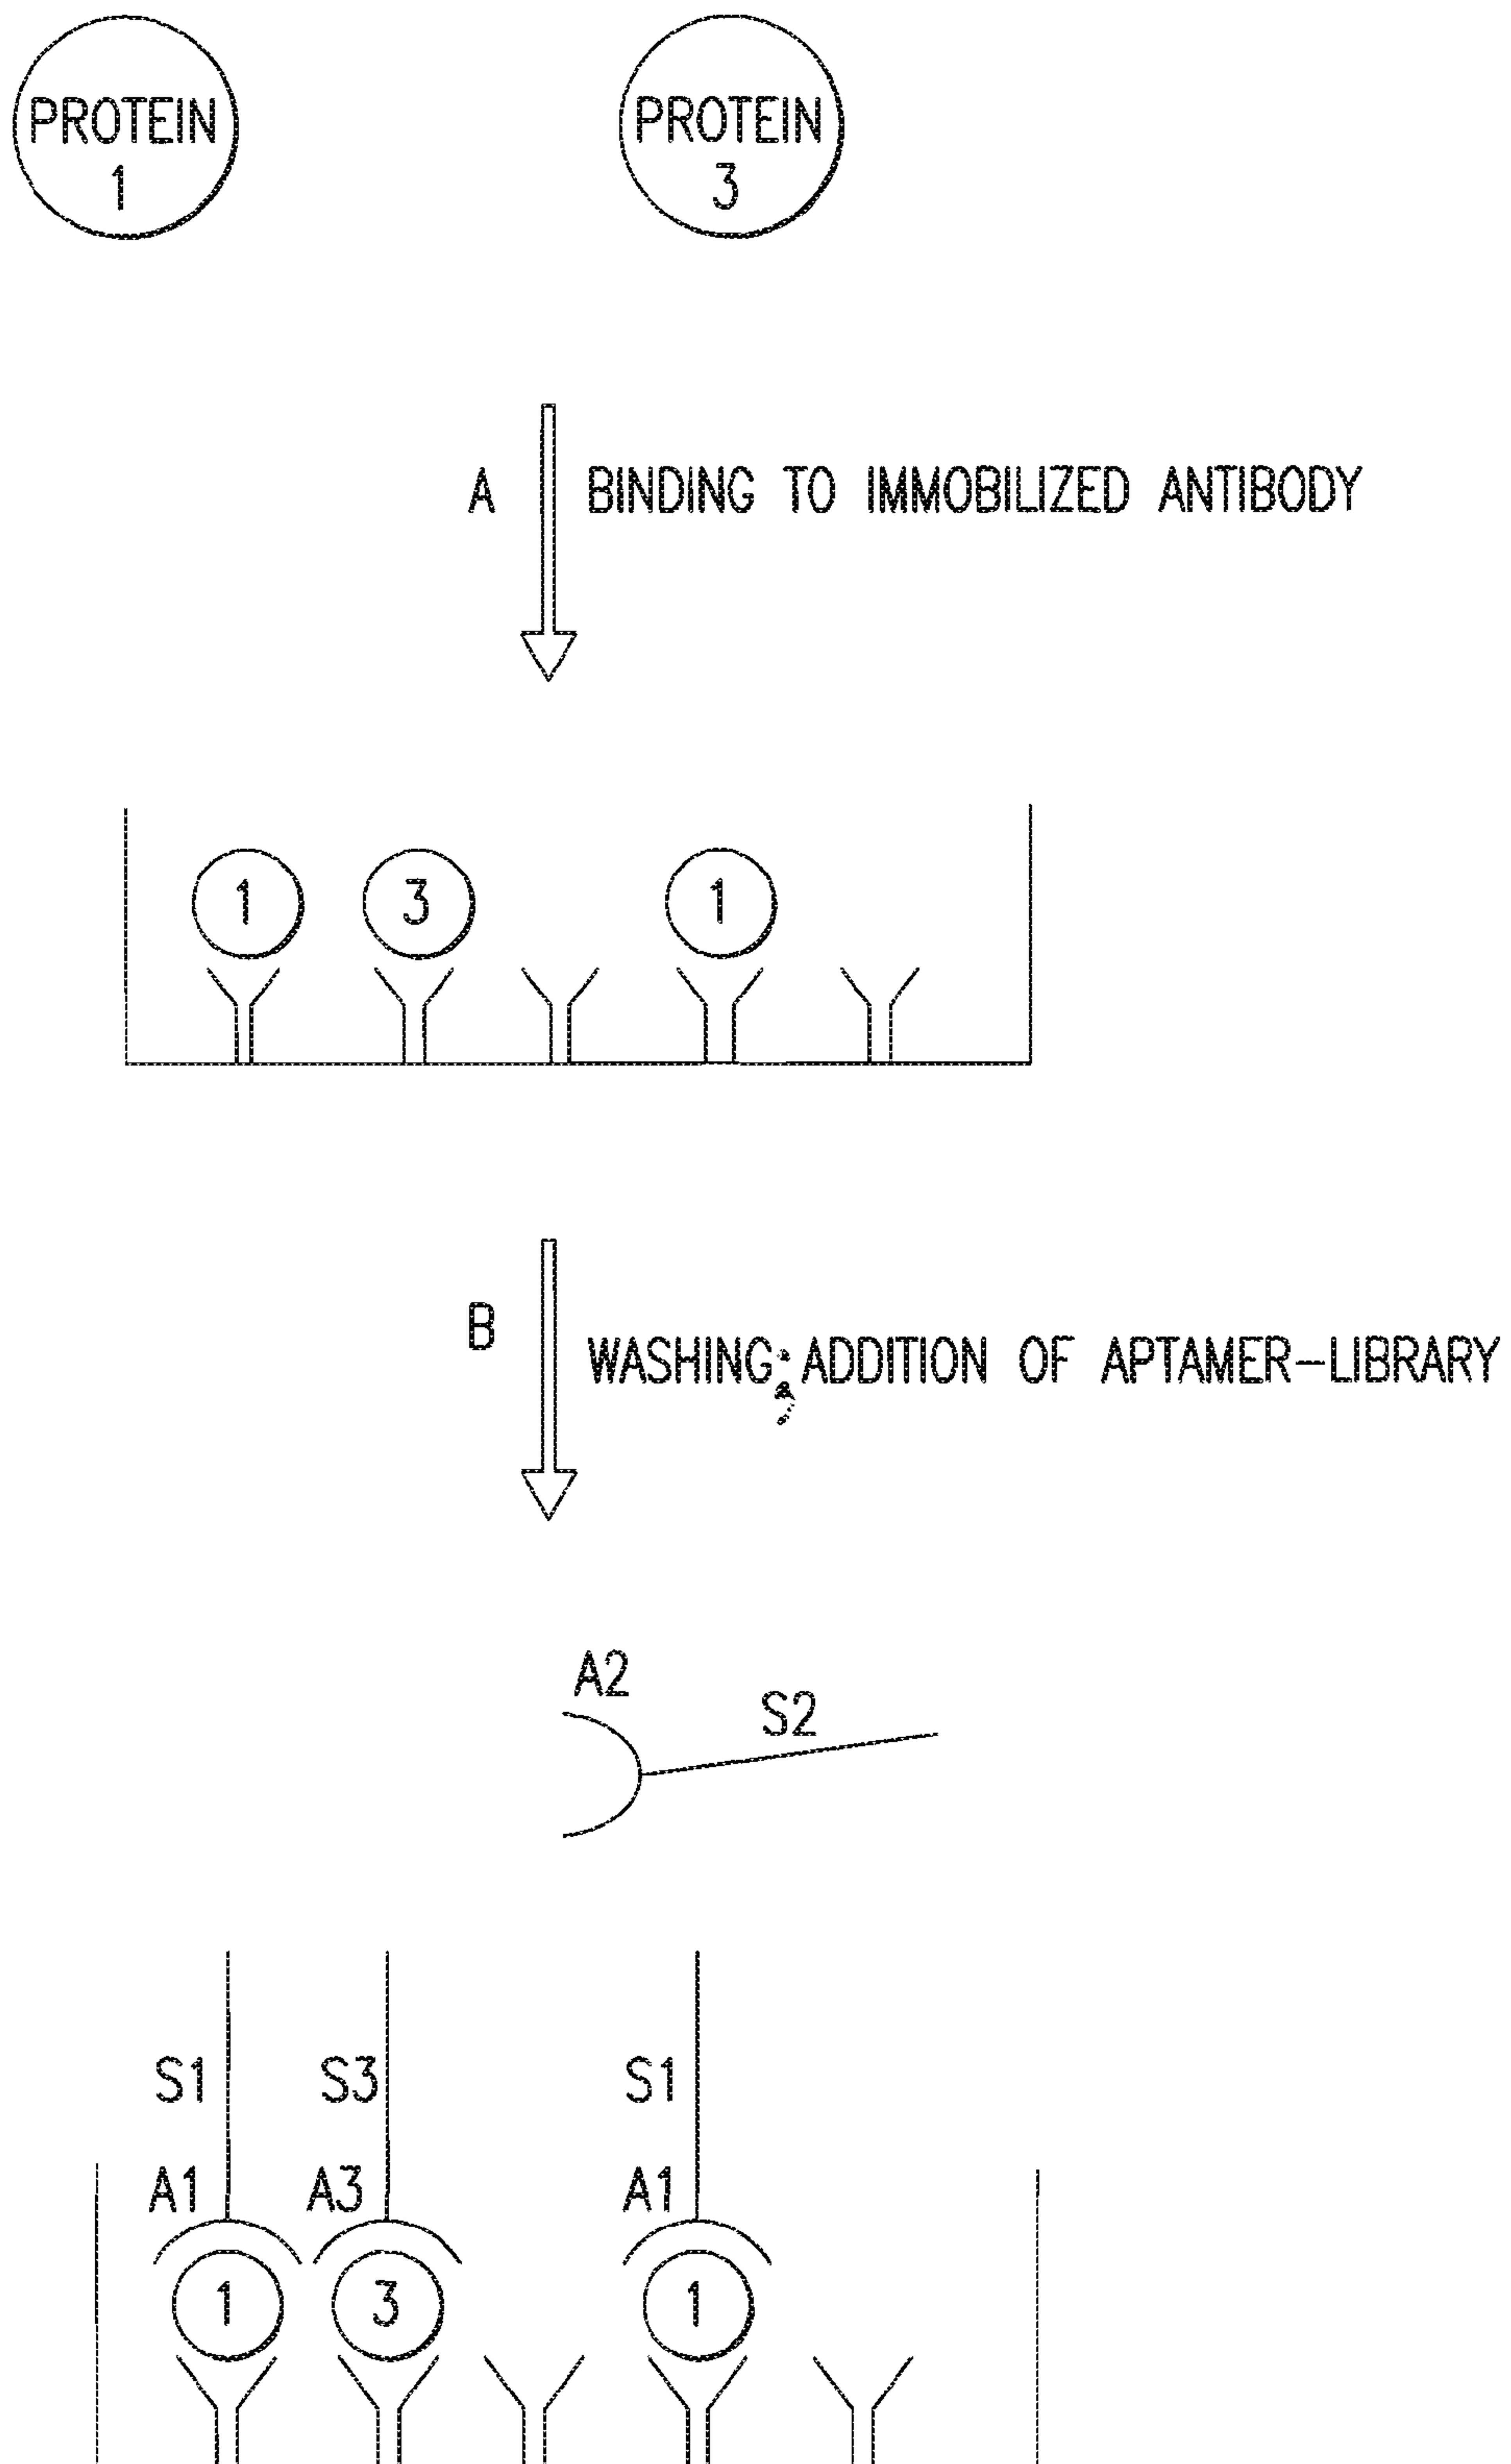 PROTEIN 1
PROTEIN 3
A BINDING TO IMMOBILIZED ANTIBODY
1 3 1
B WASHING; ADDITION OF APTAMER-LIBRARY
A2
S2
S1 S3 S1
A1 A3 A1
1 3 1